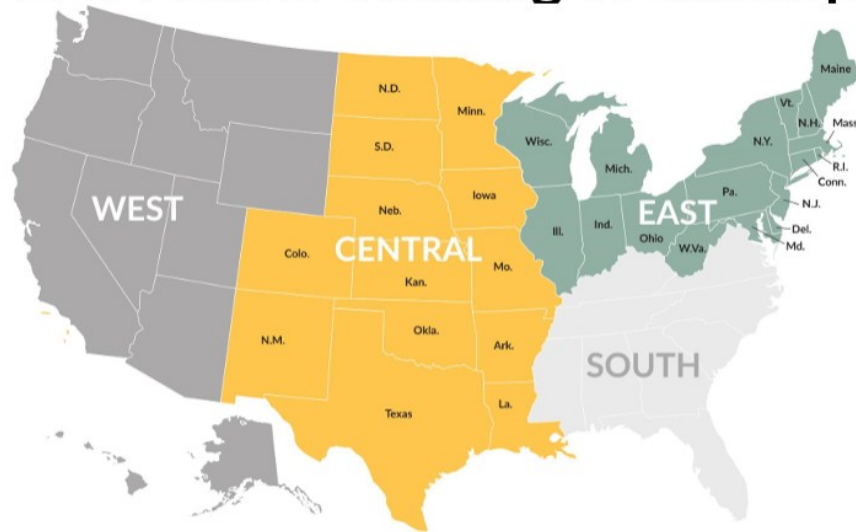 Maine
N.D.
Minn.
Vt.
N.H.
Mass
Wisc.
N.Y.
S.D.
Mich.
R.I.
Conn.
Pa.
Iowa
N.J.
WEST
Neb.
EAST
Ill.
Ind.
Ohio
Del.
Md.
W.Va.
CENTRAL
Colo.
Mo.
Kan.
Okla.
N.M.
Ark.
SOUTH
La.
Texas